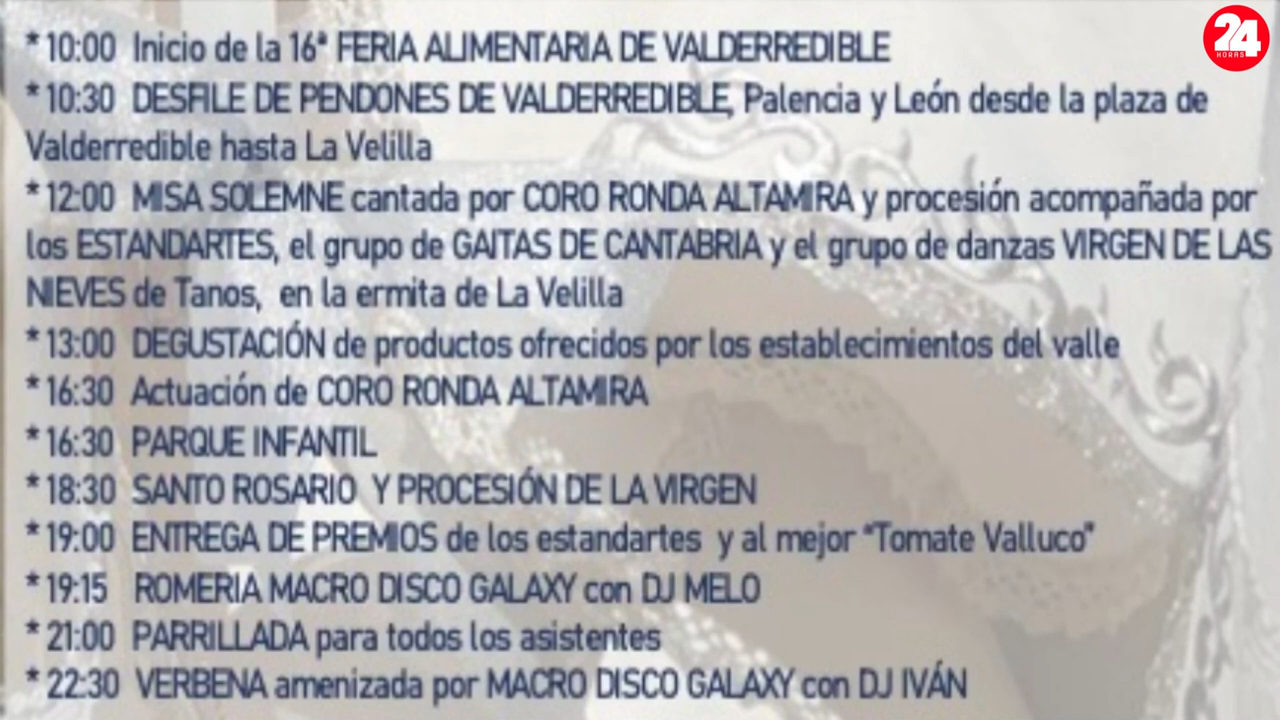 * 10:00 Inicio de la 16ª FERIA ALIMENTARIA DE VALDERREDIBLE
* 10:30 DESFILE DE PENDONES DE VALDERREDIBLE, Palencia y León desde la plaza de
Valderredible hasta La Velilla
* 12:00 MISA SOLEMNE cantada por CORO RONDA ALTAMIRA y procesión acompañada por
los ESTANDARTES, el grupo de GAITAS DE CANTABRIA y el grupo de danzas VIRGEN DE LAS
NIEVES de Tanos, en la ermita de La Velilla
* 13:00 DEGUSTACIÓN de productos ofrecidos por los establecimientos del valle
* 16:30 Actuación de CORO RONDA ALTAMIRA
* 16:30 PARQUE INFANTIL
* 18:30 SANTO ROSARIO Y PROCESIÓN DE LA VIRGEN
* 19:00 ENTREGA DE PREMIOS de los estandartes y al mejor "Tomate Valluco"
* 19:15 ROMERIA MACRO DISCO GALAXY con DJ MELO
* 21:00 PARRILLADA para todos los asistentes
* 22:30 VERBENA amenizada por MACRO DISCO GALAXY con DJ IVÁN
24
HORAS